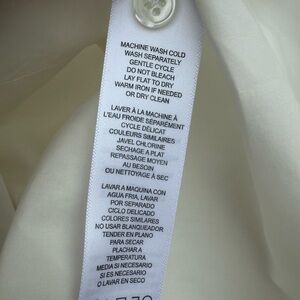 MACHINE WASH COLD
WASH SEPARATELY
GENTLE CYCLE
DO NOT BLEACH
LAY FLAT TO DRY
WARM IRON IF NEEDED
OR DRY CLEAN
LAVER À LA MACHINE À
L'EAU FROIDE SÉPARÉMENT
CYCLE DÉLICAT
COULEURS SIMILAIRES
JAVEL CHLORINE
SECHAGE A PLAT
REPASSAGE MOYEN
AU BESOIN
OU NETTOYAGE À SEC
LAVAR A MAQUINA CON
AGUA FRIA, LAVAR
POR SEPARADO
CICLO DELICADO
COLORES SIMILARES
NO USAR BLANQUEADOR
TENDER EN PLANO
PARA SECAR
PLACHAR A
TEMPERATURA
MEDIA SI NECESARIO
SI ES NECESARIO
O LAVAR EN SECO